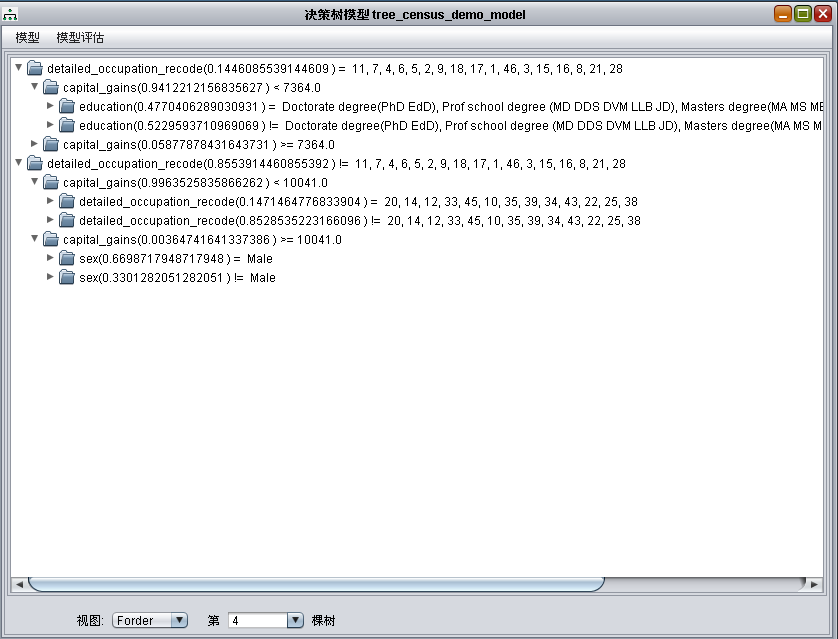 决策树模型 tree_census_demo_model
模型 模型评估
detailed_occupation_recode(0.1446085539144609 ) = 11, 7, 4, 6, 5, 2, 9, 18, 17, 1, 46, 3, 15, 16, 8, 21, 28
capital_gains(0.9412212156835627 ) < 7364.0
education(0.4770406289030931 ) = Doctorate degree(PhD EdD), Prof school degree (MD DDS DVM LLB JD), Masters degree(MA MS ME
education(0.5229593710969069 ) != Doctorate degree(PhD EdD), Prof school degree (MD DDS DVM LLB JD), Masters degree(MA MS M
capital_gains(0.05877878431643731 ) >= 7364.0
detailed_occupation_recode(0.8553914460855392 ) != 11, 7, 4, 6, 5, 2, 9, 18, 17, 1, 46, 3, 15, 16, 8, 21, 28
capital_gains(0.9963525835866262 ) < 10041.0
detailed_occupation_recode(0.1471464776833904 ) = 20, 14, 12, 33, 45, 10, 35, 39, 34, 43, 22, 25, 38
detailed_occupation_recode(0.8528535223166096 ) != 20, 14, 12, 33, 45, 10, 35, 39, 34, 43, 22, 25, 38
capital_gains(0.00364741641337386 ) >= 10041.0
sex(0.6698717948717948 ) = Male
sex(0.3301282051282051 ) != Male
视图: Forder 第 4 棵树